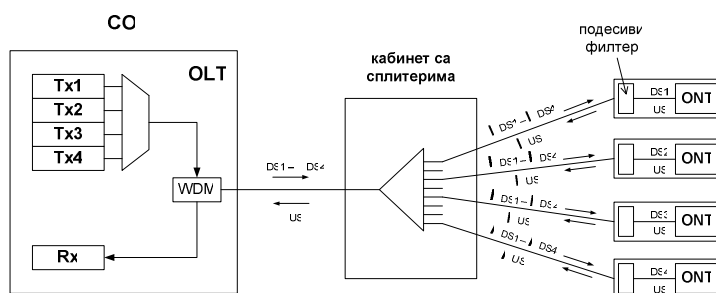 CO
OLT
Tx1
Tx2
Tx3
Tx4
WDM
Rx
DS1 – DS4
US
кабинет са
сплитерима
DS1 – DS4
US
DS1 – DS4
US
DS1 – DS4
US
DS1 – DS4
US
подесиви
филтер
DS1
US
ONT
DS2
US
ONT
DS3
US
ONT
DS4
US
ONT